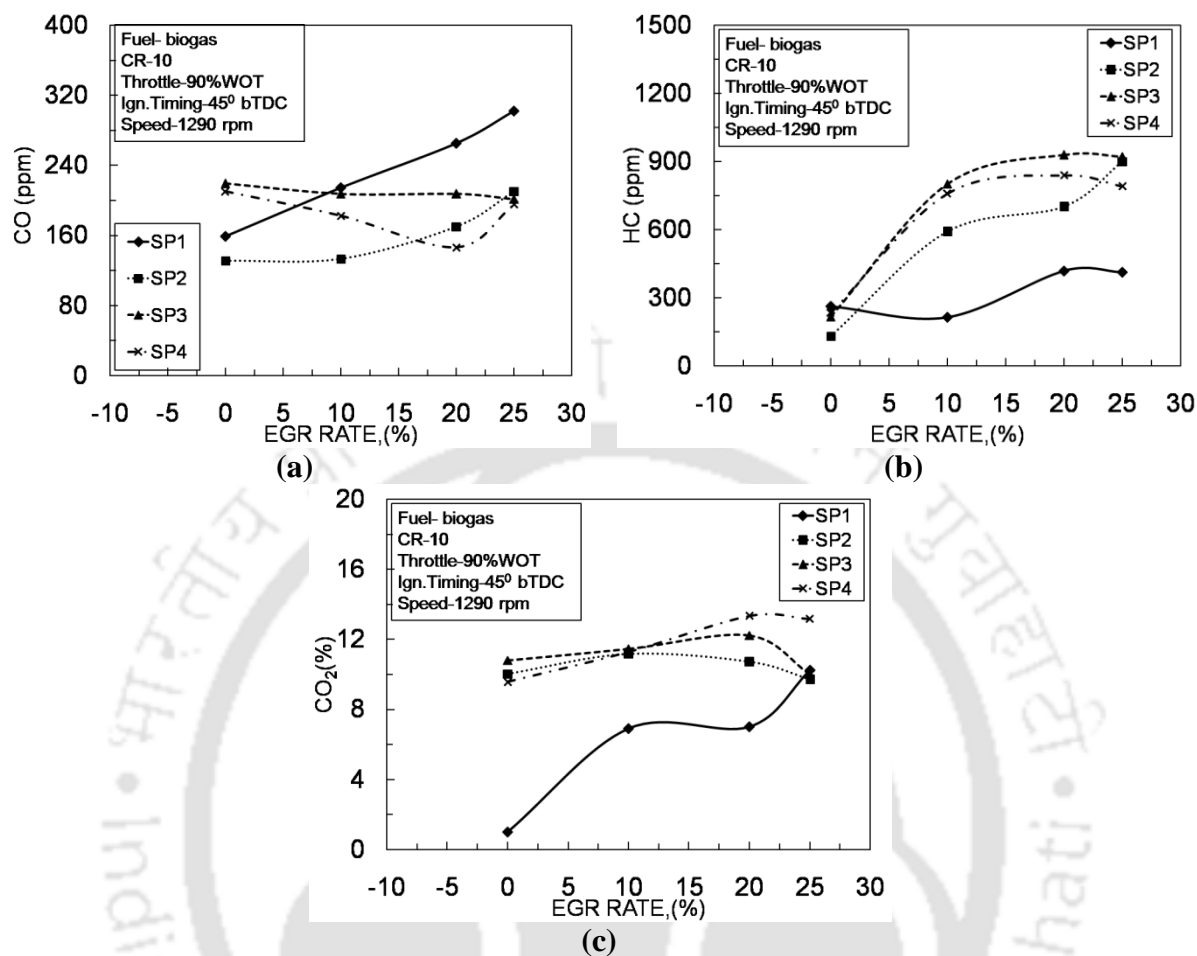 400
320
240
160
80
0
CO (ppm)
Fuel- biogas
CR-10
Throttle-90%WOT
Ign.Timing-45⁰ bTDC
Speed-1290 rpm
SP1
SP2
SP3
SP4
-10 -5 0 5 10 15 20 25 30
EGR RATE,(%)
(a)
1500
1200
900
600
300
0
HC (ppm)
Fuel- biogas
CR-10
Throttle-90%WOT
Ign.Timing-45⁰ bTDC
Speed-1290 rpm
SP1
SP2
SP3
SP4
-10 -5 0 5 10 15 20 25 30
EGR RATE,(%)
(b)
20
16
12
8
4
0
CO₂(%)
Fuel- biogas
CR-10
Throttle-90%WOT
Ign.Timing-45⁰ bTDC
Speed-1290 rpm
SP1
SP2
SP3
SP4
-10 -5 0 5 10 15 20 25 30
EGR RATE,(%)
(c)
भारतीय
गुवाहाटी
hati